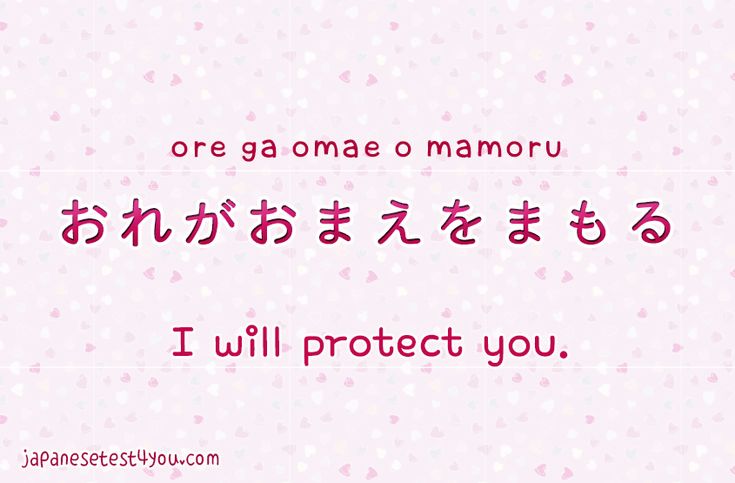 ore ga omae o mamoru
おれがおまえをまもる
I will protect you.
japanesetest4you.com